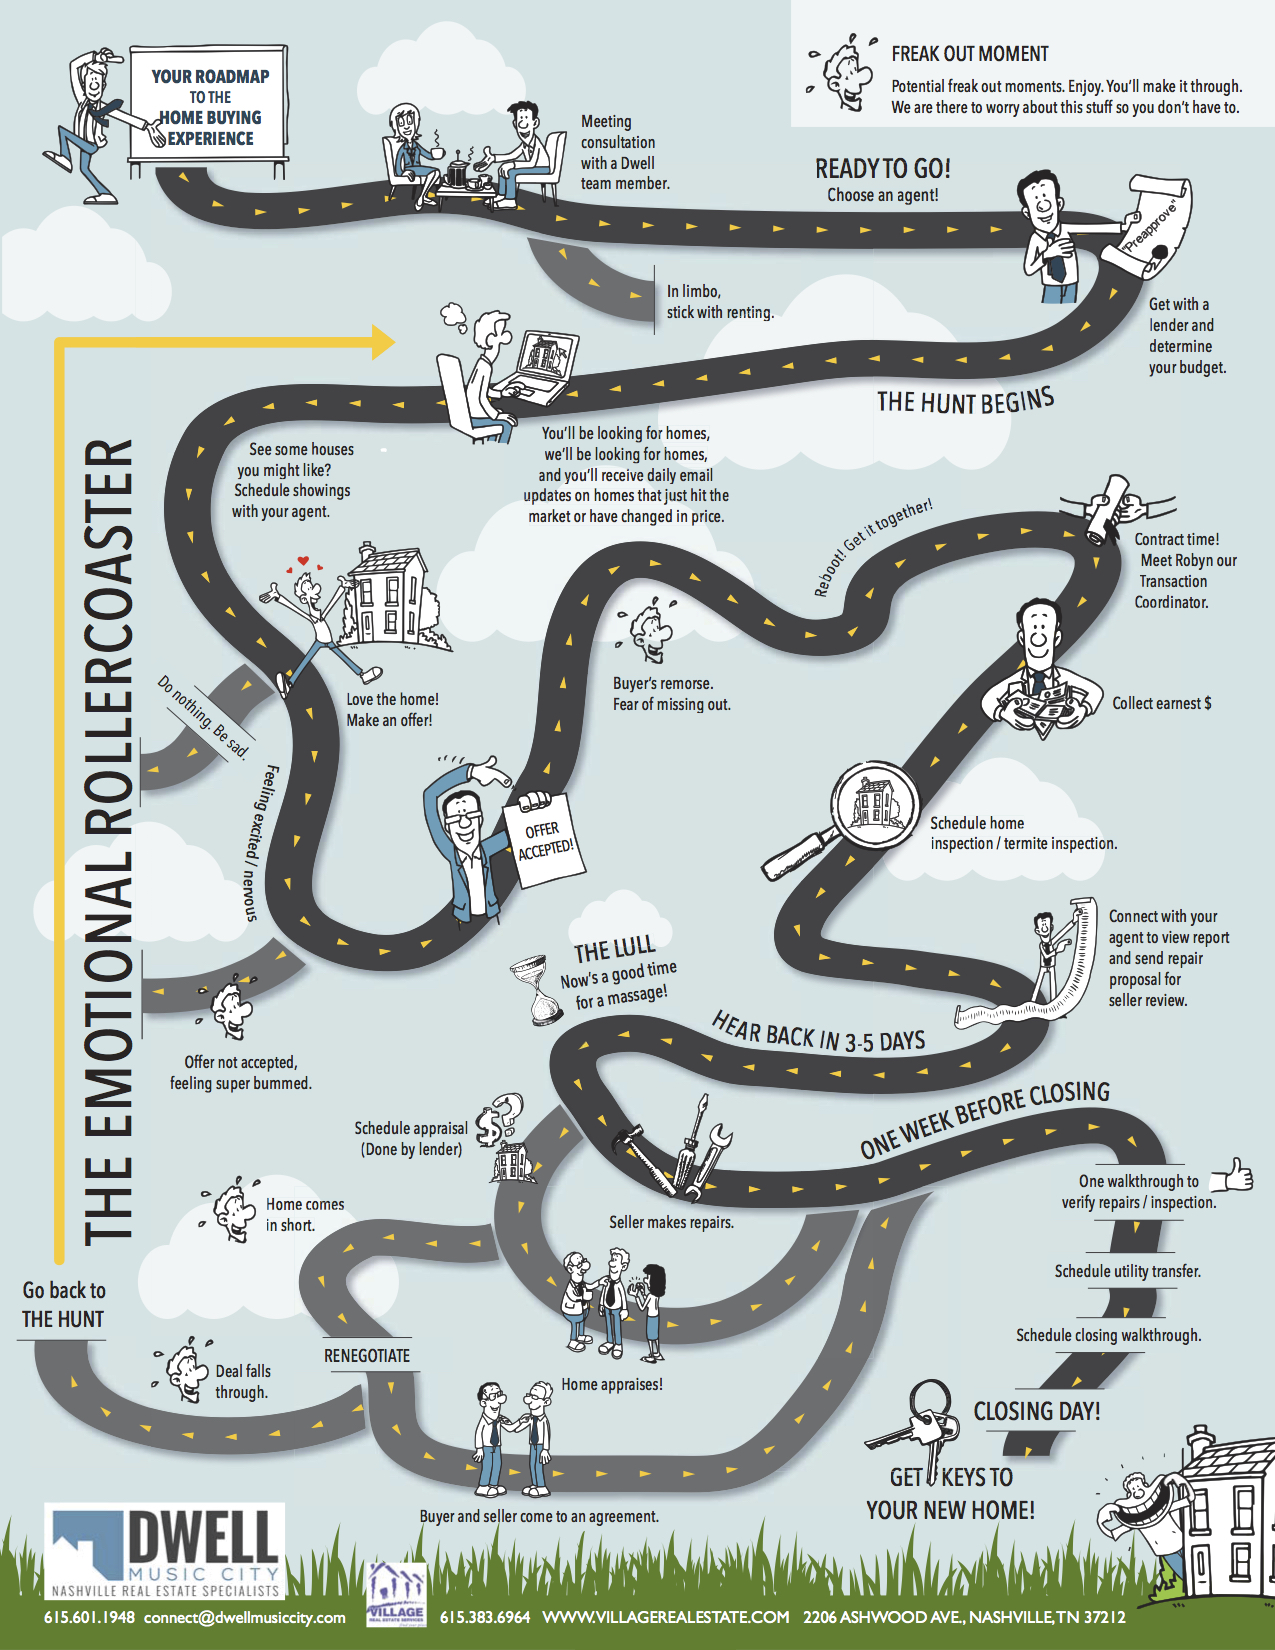 YOUR ROADMAP
TO THE
HOME BUYING
EXPERIENCE
FREAK OUT MOMENT
Potential freak out moments. Enjoy. You'll make it through.
We are there to worry about this stuff so you don't have to.
Meeting
consultation
with a Dwell
team member.
READY TO GO!
Choose an agent!
"Preapprove"
In limbo,
stick with renting.
Get with a
lender and
determine
your budget.
THE HUNT BEGINS
You'll be looking for homes,
we'll be looking for homes,
and you'll receive daily email
updates on homes that just hit the
market or have changed in price.
See some houses
you might like?
Schedule showings
with your agent.
THE EMOTIONAL ROLLERCOASTER
Love the home!
Make an offer!
Do nothing. Be sad.
Feeling excited / nervous
Offer not accepted,
feeling super bummed.
OFFER
ACCEPTED!
Buyer's remorse.
Fear of missing out.
Reboot! Get it together!
Contract time!
Meet Robyn our
Transaction
Coordinator.
Collect earnest $
Schedule home
inspection / termite inspection.
Connect with your
agent to view report
and send repair
proposal for
seller review.
HEAR BACK IN 3-5 DAYS
THE LULL
Now's a good time
for a massage!
Seller makes repairs.
Schedule appraisal
(Done by lender)
$?
Home comes
in short.
RENEGOTIATE
Deal falls
through.
Go back to
THE HUNT
Home appraises!
Buyer and seller come to an agreement.
ONE WEEK BEFORE CLOSING
One walkthrough to
verify repairs / inspection.
Schedule utility transfer.
Schedule closing walkthrough.
CLOSING DAY!
GET KEYS TO
YOUR NEW HOME!
DWELL
MUSIC CITY
NASHVILLE REAL ESTATE SPECIALISTS
615.601.1948 connect@dwellmusiccity.com
VILLAGE
REAL ESTATE SERVICES
615.383.6964 WWW.VILLAGEREALESTATE.COM 2206 ASHWOOD AVE., NASHVILLE, TN 37212